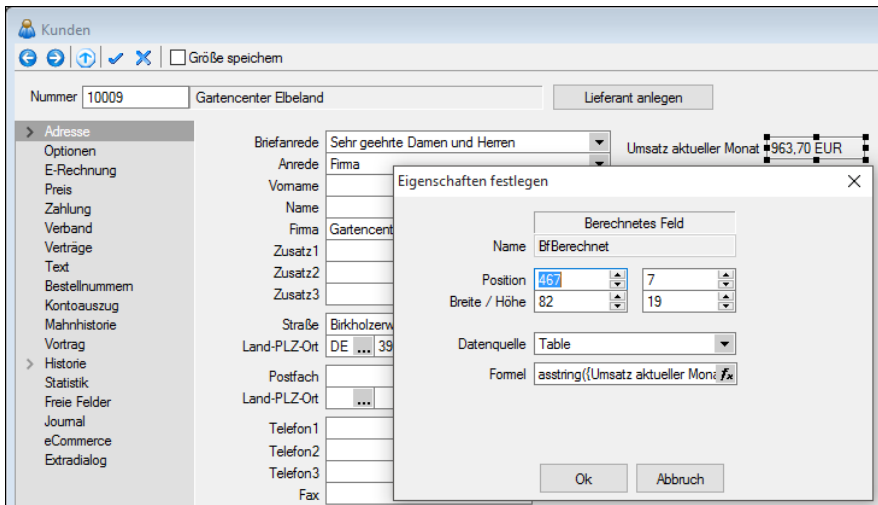 Kunden
Größe speichern
Nummer 10009 Gartencenter Elbeland Lieferant anlegen
Adresse
Optionen
E-Rechnung
Preis
Zahlung
Verband
Verträge
Text
Bestellnummern
Kontoauszug
Mahnhistorie
Vortrag
Historie
Statistik
Freie Felder
Journal
eCommerce
Extradialog
Briefanrede Sehr geehrte Damen und Herren
Anrede Firma
Vorname
Name
Firma Gartencent
Zusatz1
Zusatz2
Zusatz3
Straße Birkholzerw
Land-PLZ-Ort DE ... 39
Postfach
Land-PLZ-Ort ...
Telefon1
Telefon2
Telefon3
Fax
Umsatz aktueller Monat 963,70 EUR
Eigenschaften festlegen
Berechnetes Feld
Name BfBerechnet
Position 467 7
Breite / Höhe 82 19
Datenquelle Table
Formel asstring({Umsatz aktueller Mona fx
Ok Abbruch